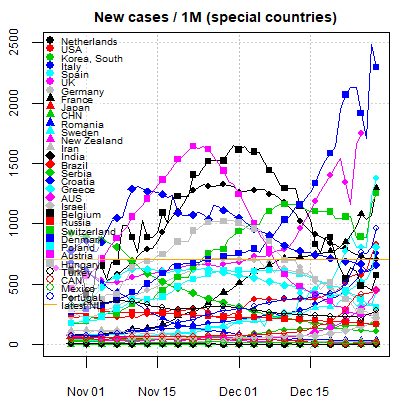 New cases / 1M (special countries)
2500
Netherlands
USA
Korea, South
Italy
Spain
UK
Germany
France
Japan
CHN
Romania
Sweden
New Zealand
Iran
India
Brazil
Serbia
Croatia
Greece
AUS
Israel
Belgium
Russia
Switzerland
Denmark
Poland
Austria
Hungary
Turkey
CAN
Mexico
Portugal
latest NL
1500
1000
500
0
Nov 01
Nov 15
Dec 01
Dec 15